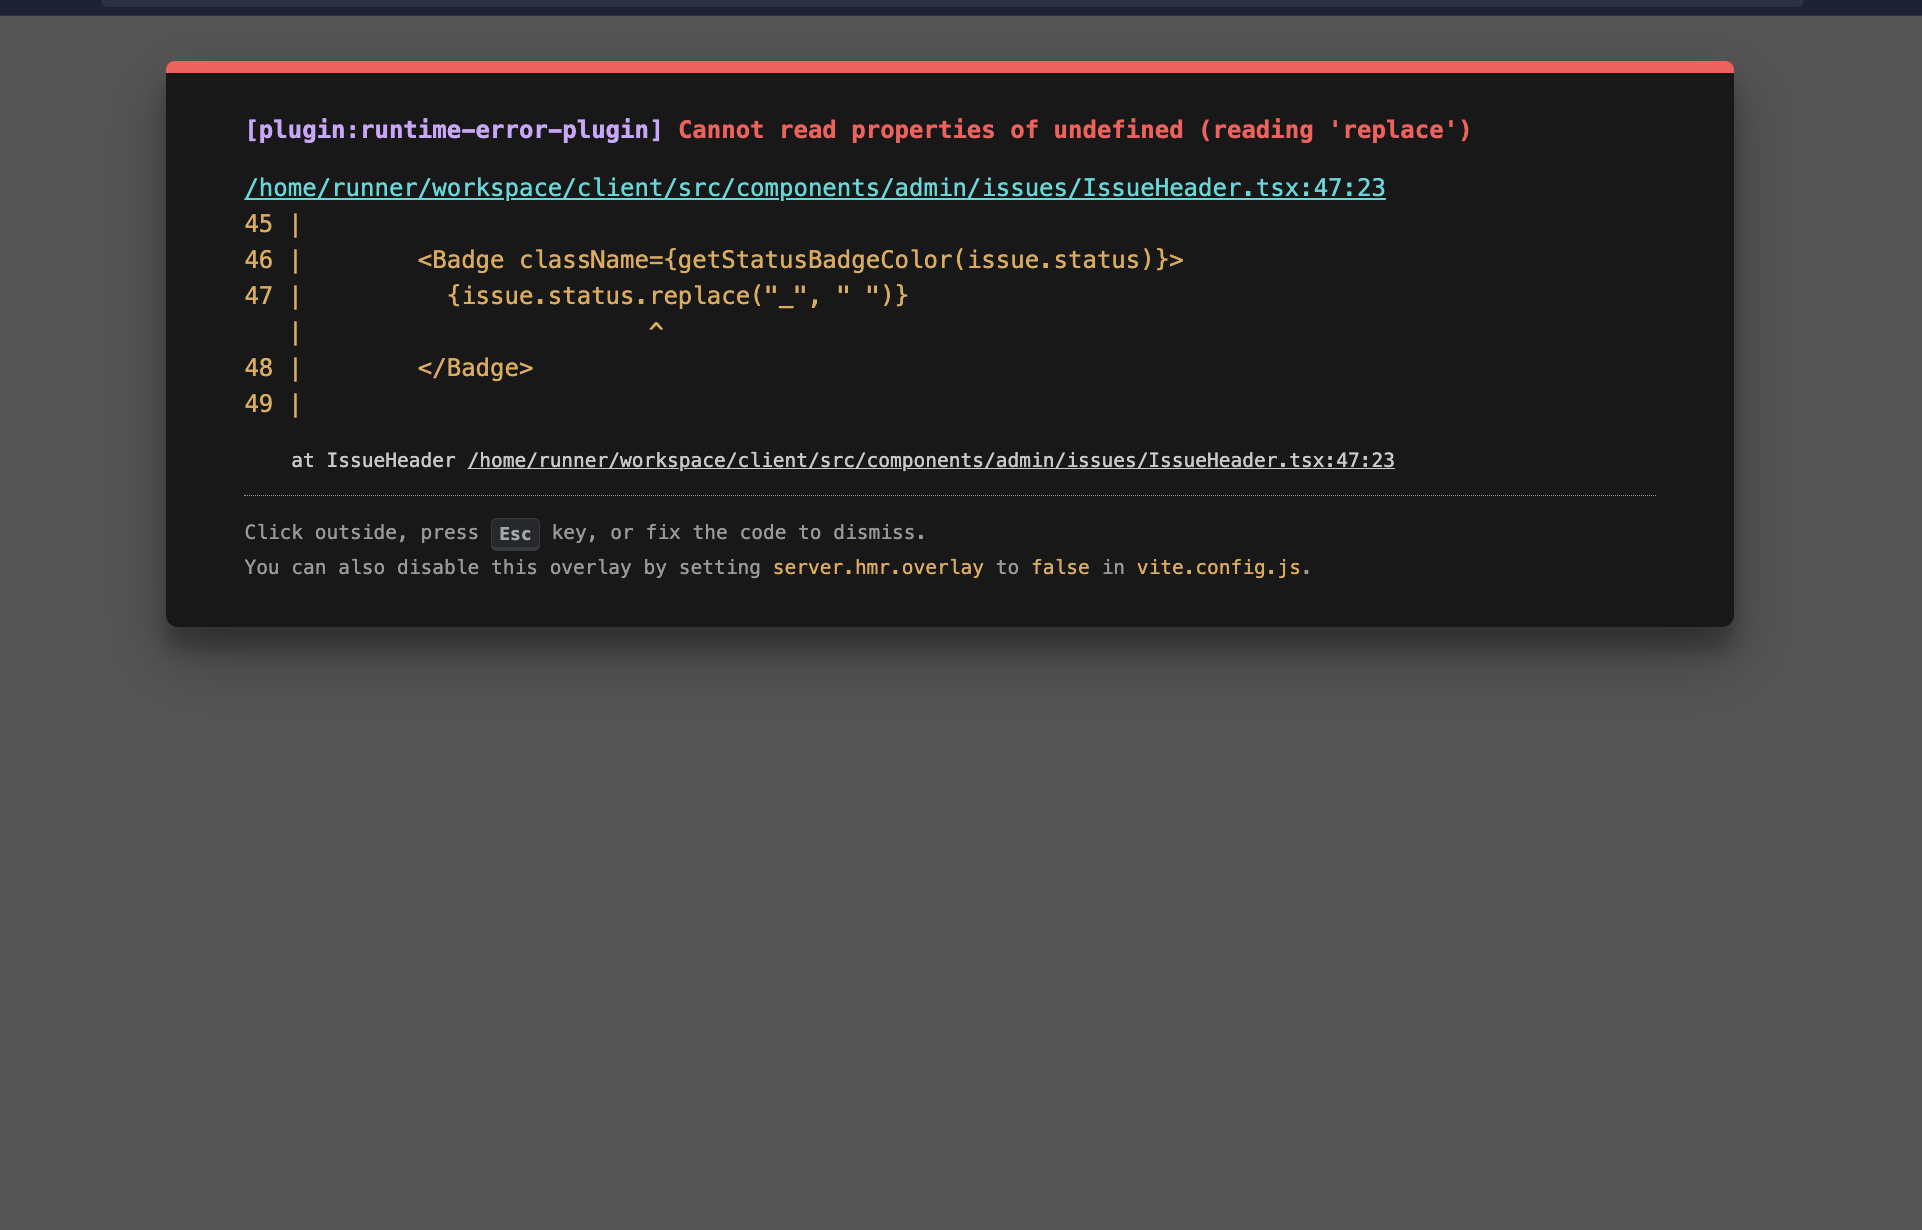 [plugin:runtime-error-plugin] Cannot read properties of undefined (reading 'replace')
/home/runner/workspace/client/src/components/admin/issues/IssueHeader.tsx:47:23
45 |
46 |        <Badge className={getStatusBadgeColor(issue.status)}>
47 |          {issue.status.replace("_", " ")}
   |                        ^
48 |        </Badge>
49 |
    at IssueHeader /home/runner/workspace/client/src/components/admin/issues/IssueHeader.tsx:47:23
Click outside, press Esc key, or fix the code to dismiss.
You can also disable this overlay by setting server.hmr.overlay to false in vite.config.js.